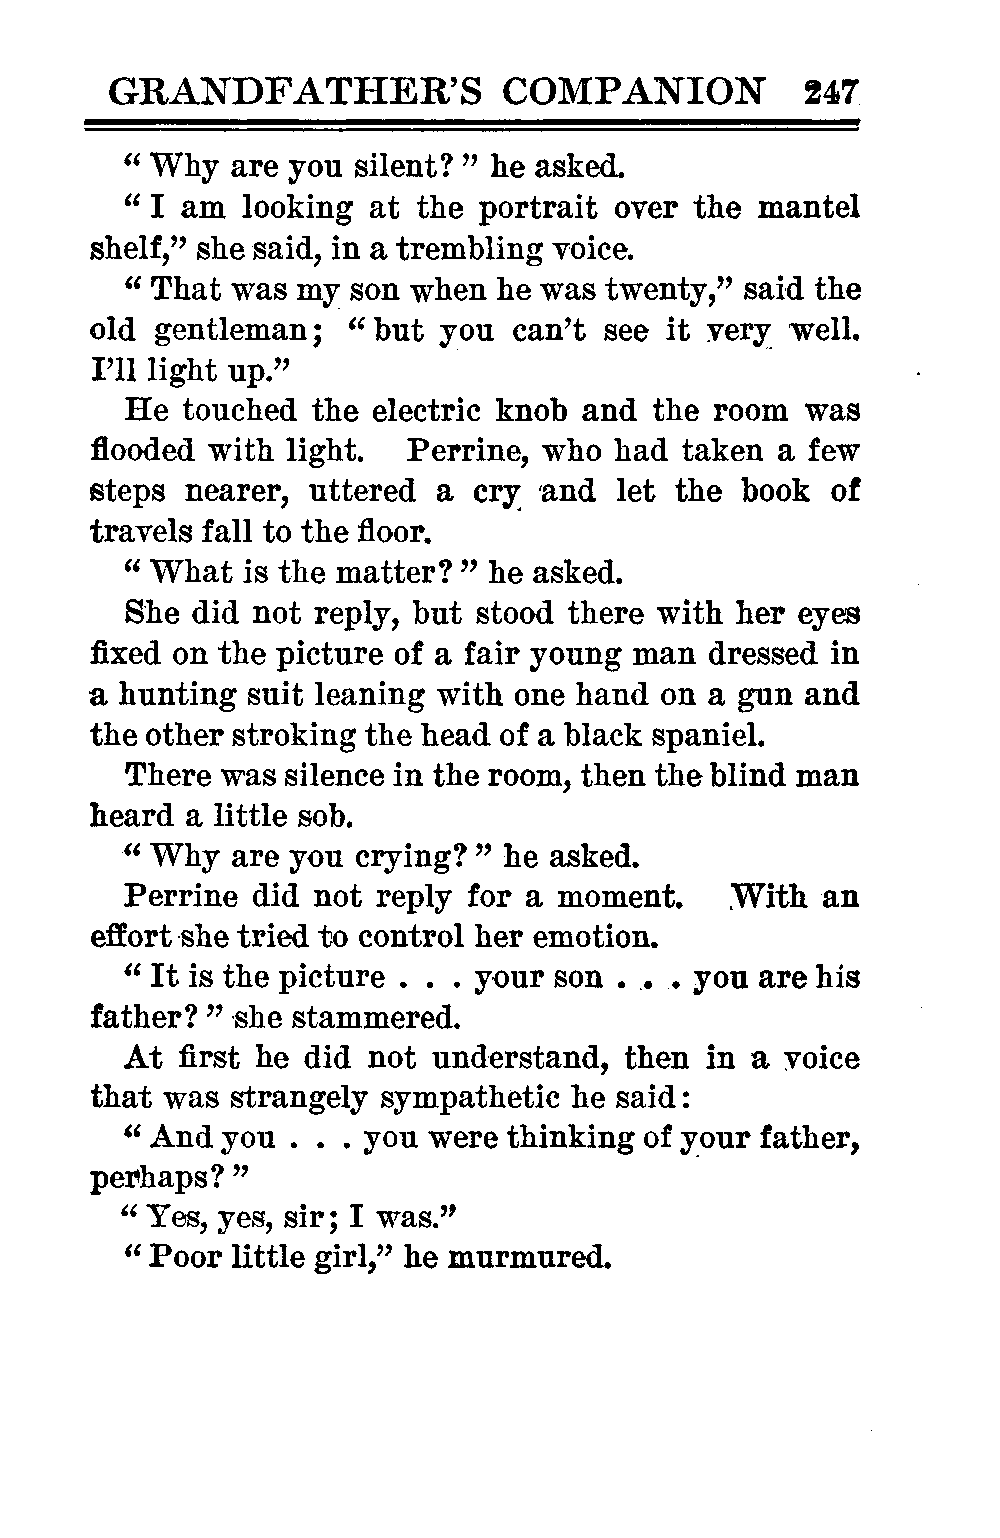 GRANDFATHER'S COMPANION 247
“ Why are you silent? ” he asked.
“ I am looking at the portrait over the mantel
shelf,” she said, in a trembling voice.
“ That was my son when he was twenty,” said the
old gentleman; “ but you can't see it very well.
I'll light up.”
He touched the electric knob and the room was
flooded with light. Perrine, who had taken a few
steps nearer, uttered a cry and let the book of
travels fall to the floor.
“ What is the matter? ” he asked.
She did not reply, but stood there with her eyes
fixed on the picture of a fair young man dressed in
a hunting suit leaning with one hand on a gun and
the other stroking the head of a black spaniel.
There was silence in the room, then the blind man
heard a little sob.
“ Why are you crying? ” he asked.
Perrine did not reply for a moment. With an
effort she tried to control her emotion.
“ It is the picture . . . your son . . . you are his
father? ” she stammered.
At first he did not understand, then in a voice
that was strangely sympathetic he said:
“ And you . . . you were thinking of your father,
perhaps? ”
“ Yes, yes, sir; I was.”
“ Poor little girl,” he murmured.